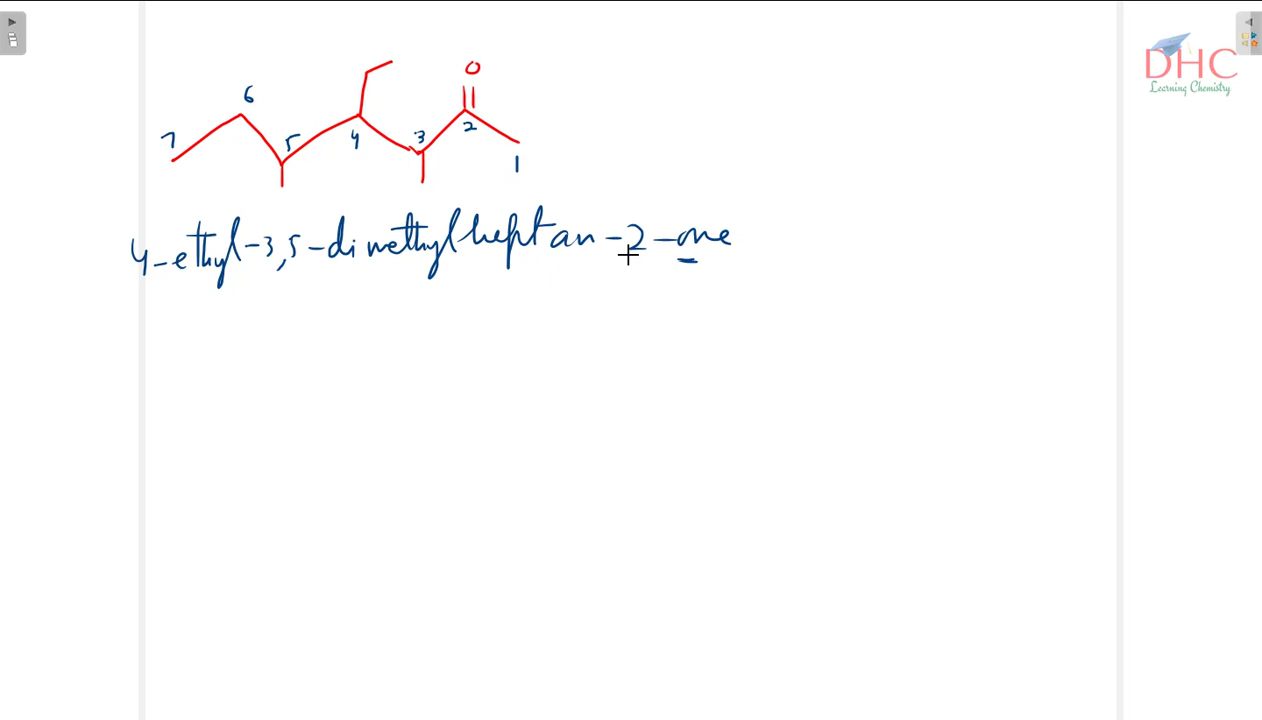 DHC
Learning Chemistry
O
6
7
5
4
3
2
1
4-ethyl-3,5-dimethylheptan-2-one